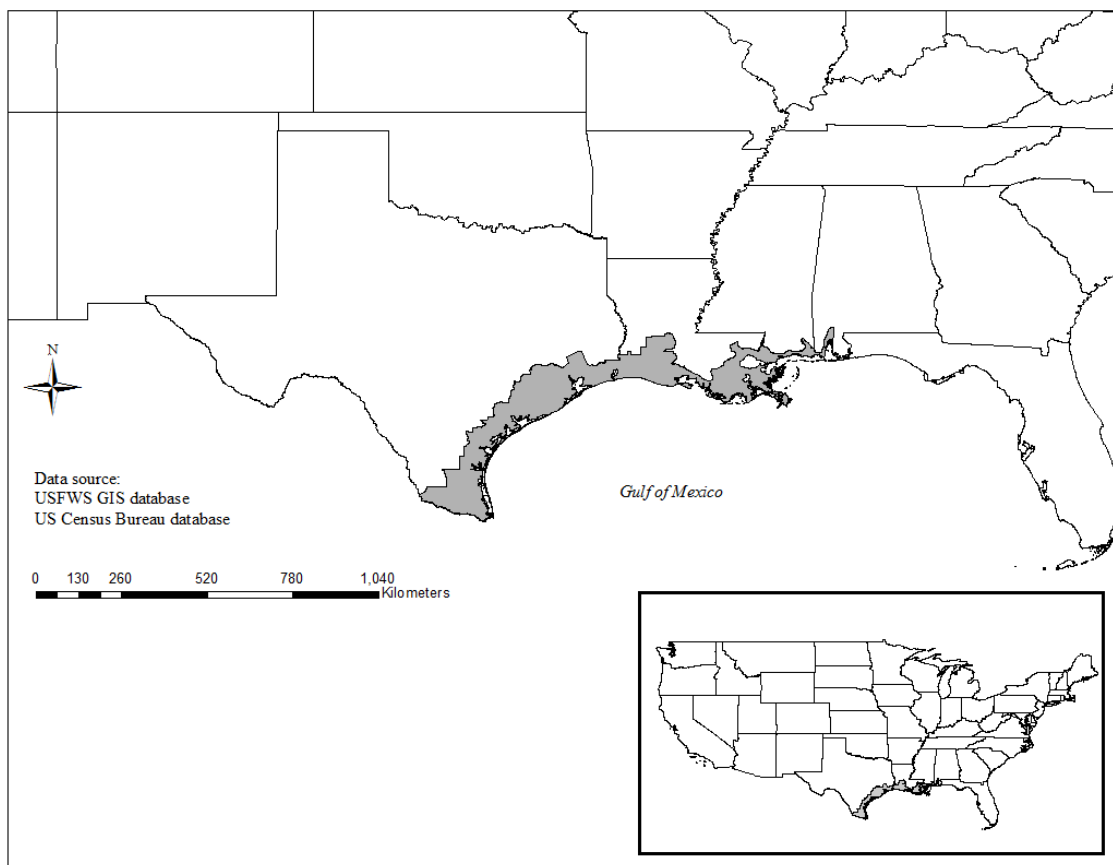 N
Data source:
USFWS GIS database
US Census Bureau database
Gulf of Mexico
0 130 260 520 780 1,040
Kilometers